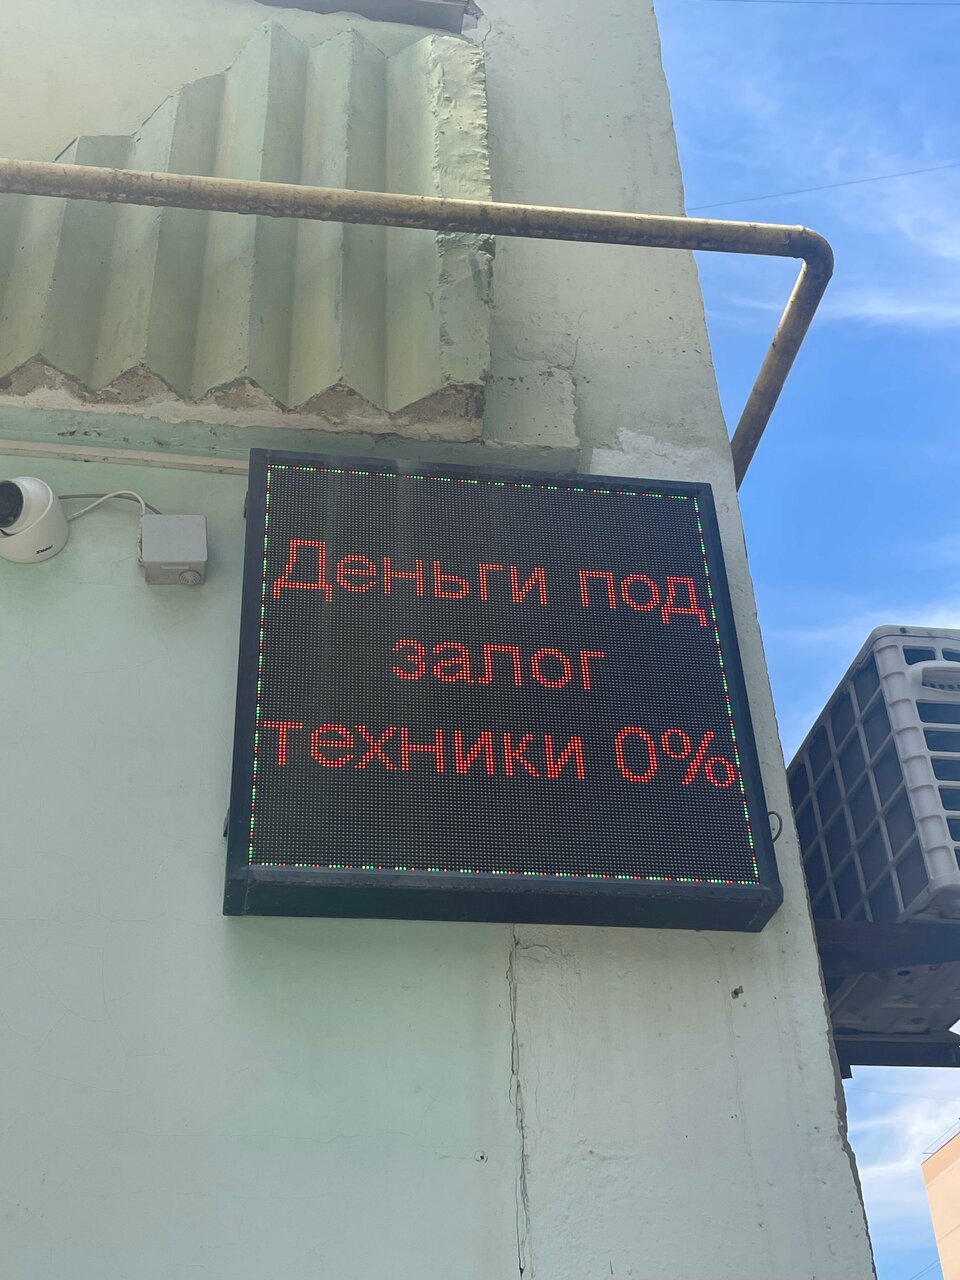 Деньги под
залог
техники 0%